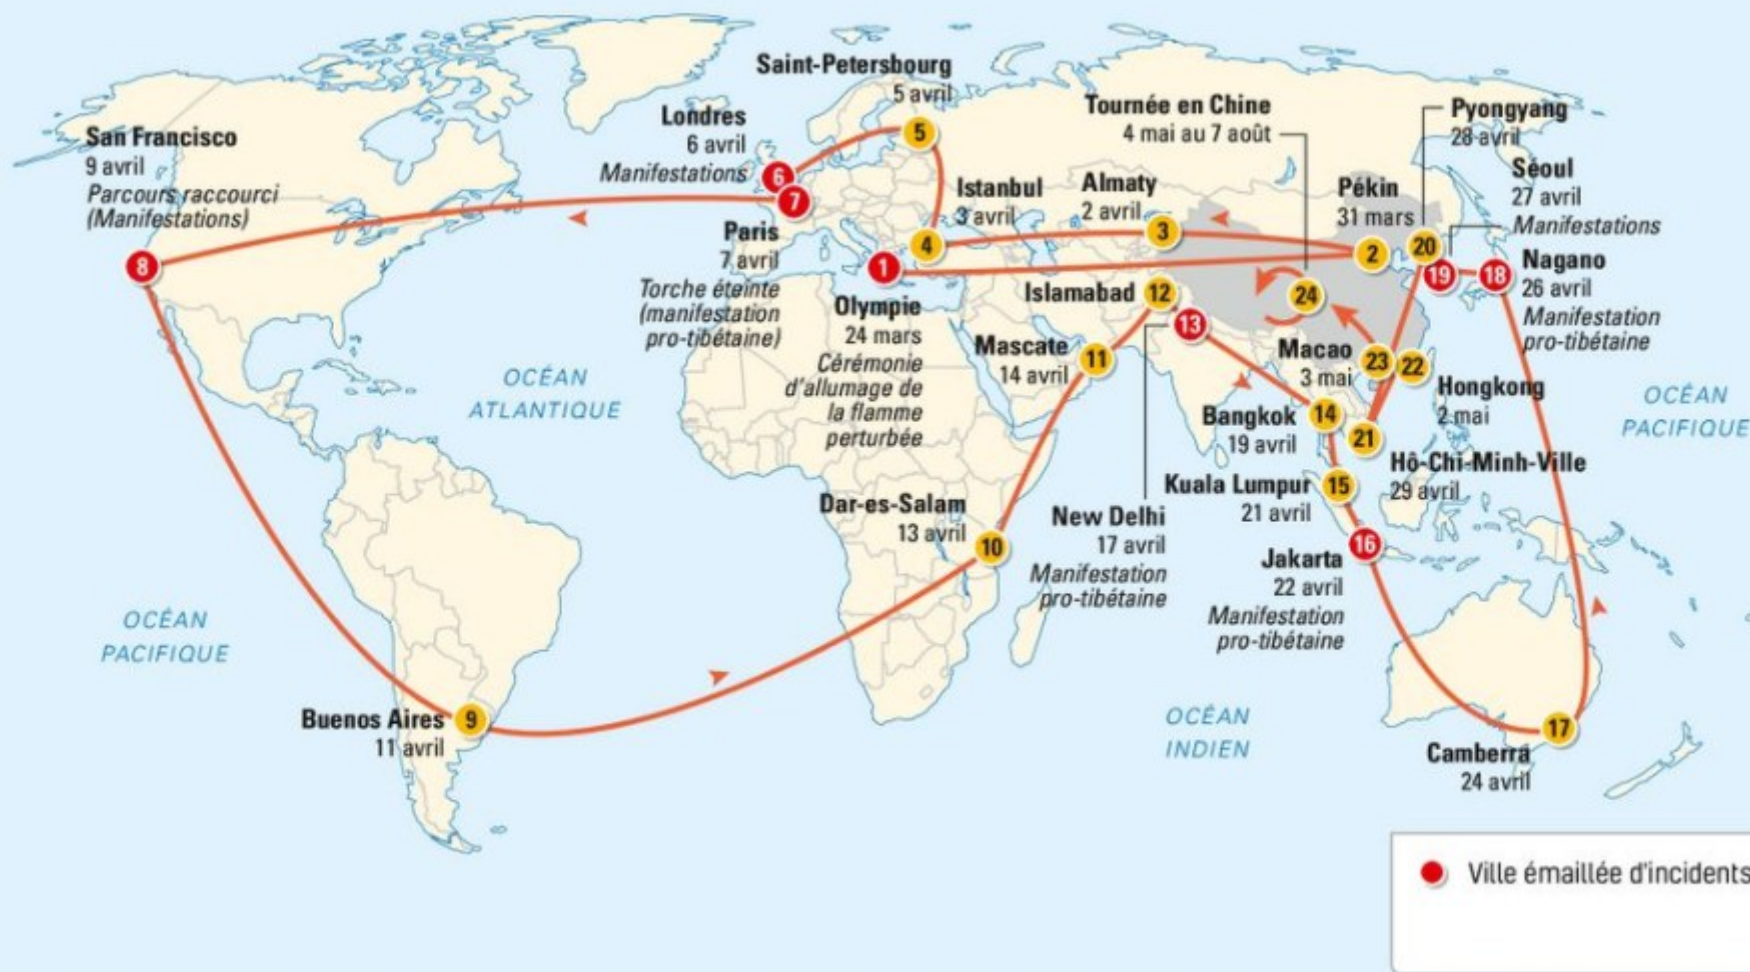 San Francisco
9 avril
Parcours raccourci
(Manifestations)
8
Saint-Petersbourg
5 avril
5
Londres
6 avril
Manifestations
6
7
Paris
7 avril
Torche éteinte
(manifestation
pro-tibétaine)
Istanbul
3 avril
4
Almaty
2 avril
3
Tournée en Chine
4 mai au 7 août
24
Pékin
31 mars
2
Pyongyang
28 avril
20
Séoul
27 avril
Manifestations
19
18
Nagano
26 avril
Manifestation
pro-tibétaine
1
Olympie
24 mars
Cérémonie
d'allumage de
la flamme
perturbée
Islamabad
12
13
Mascate
14 avril
11
Macao
3 mai
23
22
Hongkong
2 mai
OCÉAN
ATLANTIQUE
OCÉAN
PACIFIQUE
Bangkok
19 avril
14
21
Hô-Chi-Minh-Ville
29 avril
Kuala Lumpur
21 avril
15
Dar-es-Salam
13 avril
10
New Delhi
17 avril
Manifestation
pro-tibétaine
16
Jakarta
22 avril
Manifestation
pro-tibétaine
OCÉAN
PACIFIQUE
Buenos Aires
11 avril
9
OCÉAN
INDIEN
17
Camberra
24 avril
Ville émaillée d'incidents